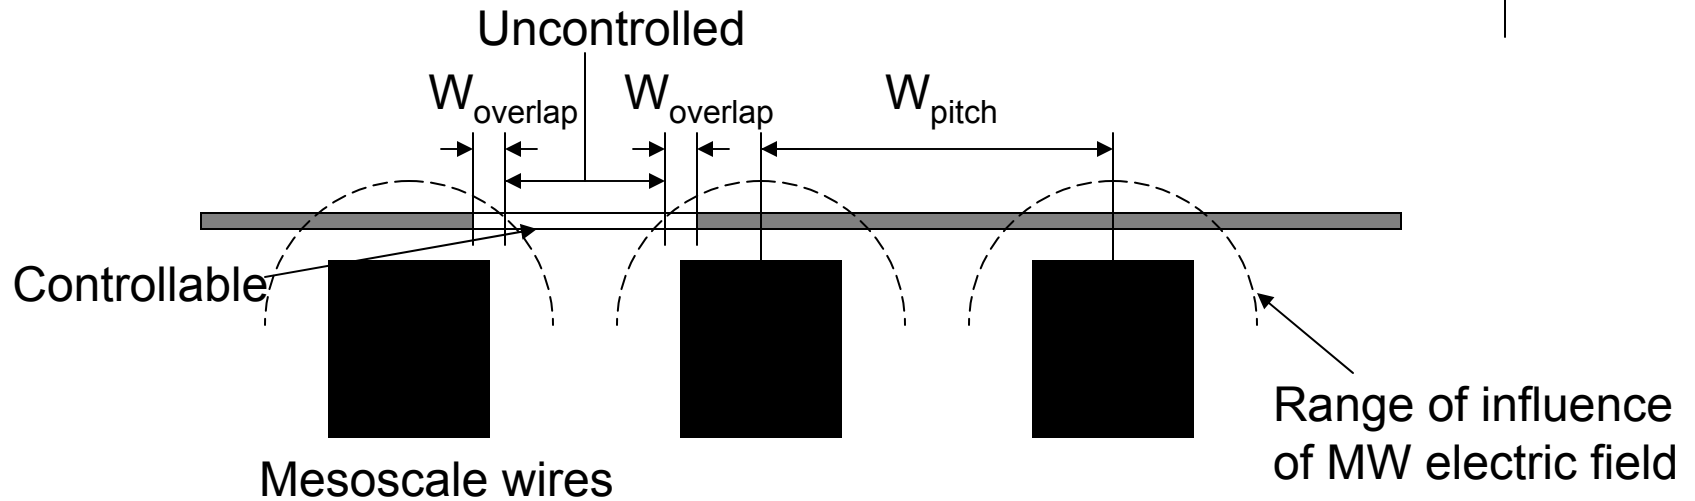 Uncontrolled
W overlap W overlap W pitch
Controllable
Range of influence
of MW electric field
Mesoscale wires